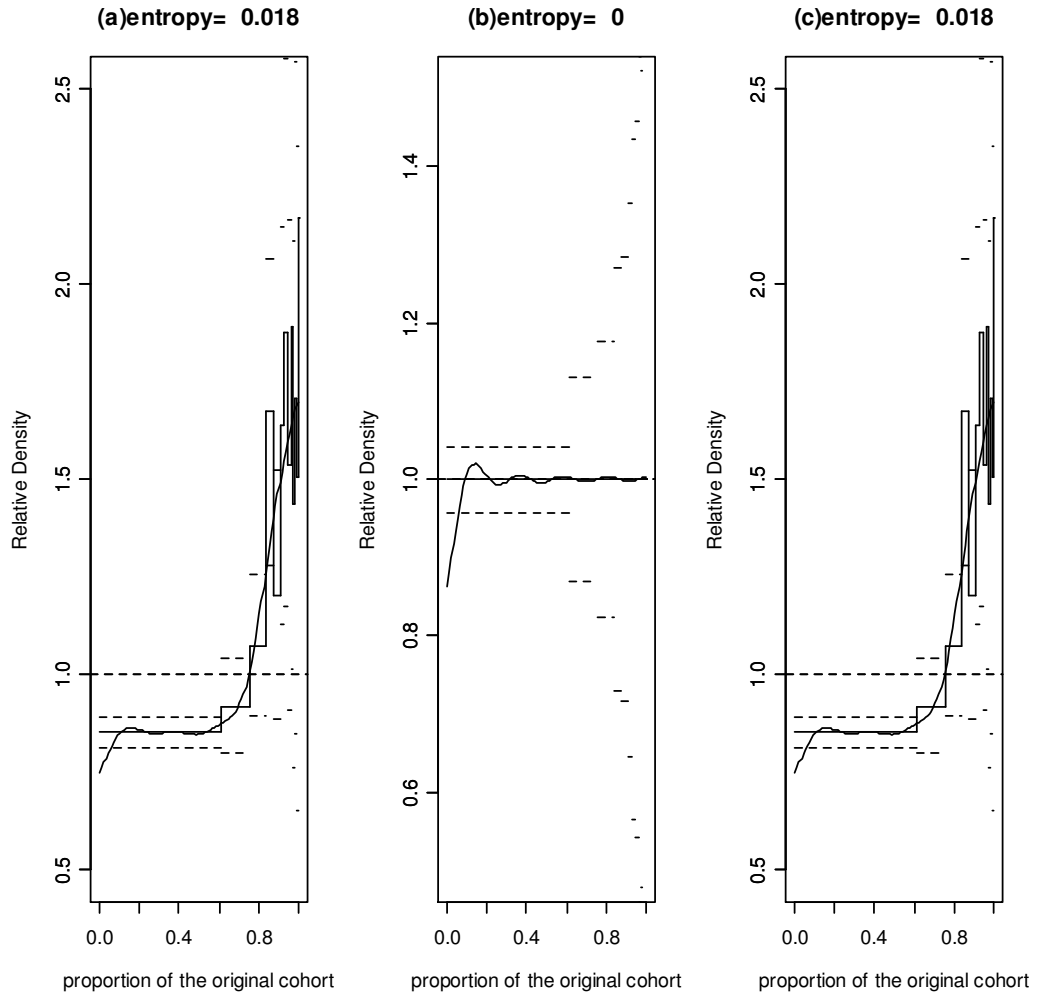 (a)entropy= 0.018
Relative Density
0.5
1.0
1.5
2.0
2.5
0.0
0.4
0.8
proportion of the original cohort
(b)entropy= 0
Relative Density
0.6
0.8
1.0
1.2
1.4
0.0
0.4
0.8
proportion of the original cohort
(c)entropy= 0.018
Relative Density
0.5
1.0
1.5
2.0
2.5
0.0
0.4
0.8
proportion of the original cohort